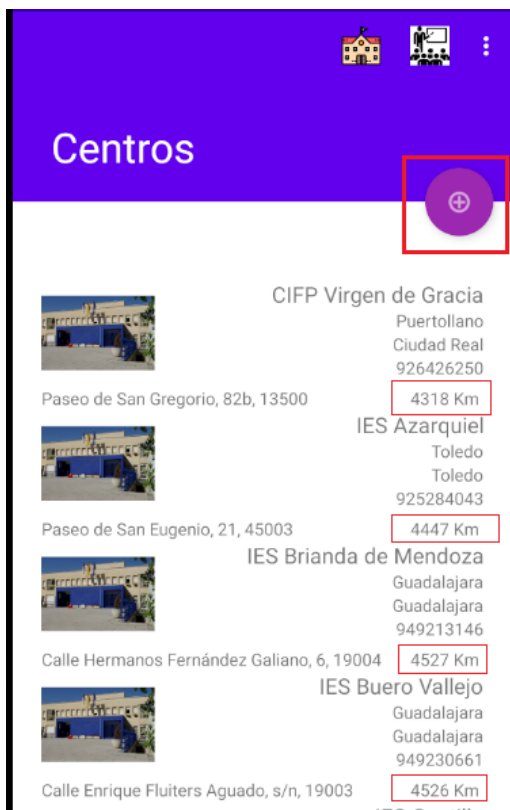 Centros
CIFP Virgen de Gracia
Puertollano
Ciudad Real
926426250
Paseo de San Gregorio, 82b, 13500 4318 Km
IES Azarquiel
Toledo
Toledo
925284043
Paseo de San Eugenio, 21, 45003 4447 Km
IES Brianda de Mendoza
Guadalajara
Guadalajara
949213146
Calle Hermanos Fernández Galiano, 6, 19004 4527 Km
IES Buero Vallejo
Guadalajara
Guadalajara
949230661
Calle Enrique Fluiters Aguado, s/n, 19003 4526 Km